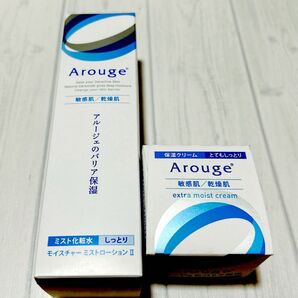 Arouge®
敏感肌／乾燥肌
アルージェのバリア保湿
ミスト化粧水 しっとり
モイスチャー ミストローション Ⅱ
保湿クリーム とてもしっとり
Arouge®
敏感肌／乾燥肌
extra moist cream